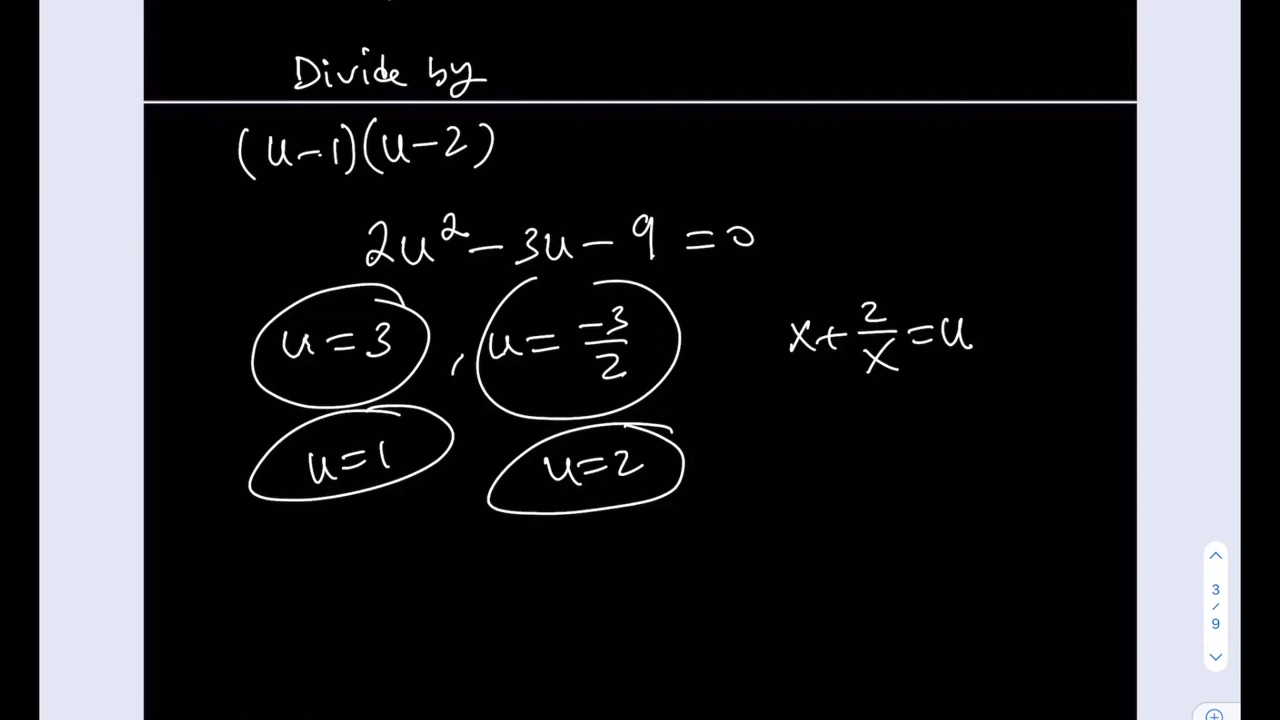 Divide by
(u-1)(u-2)
2u² - 3u - 9 = 0
u = 3 , u = -3/2
x + 2/x = u
u = 1
u = 2
3
/
9